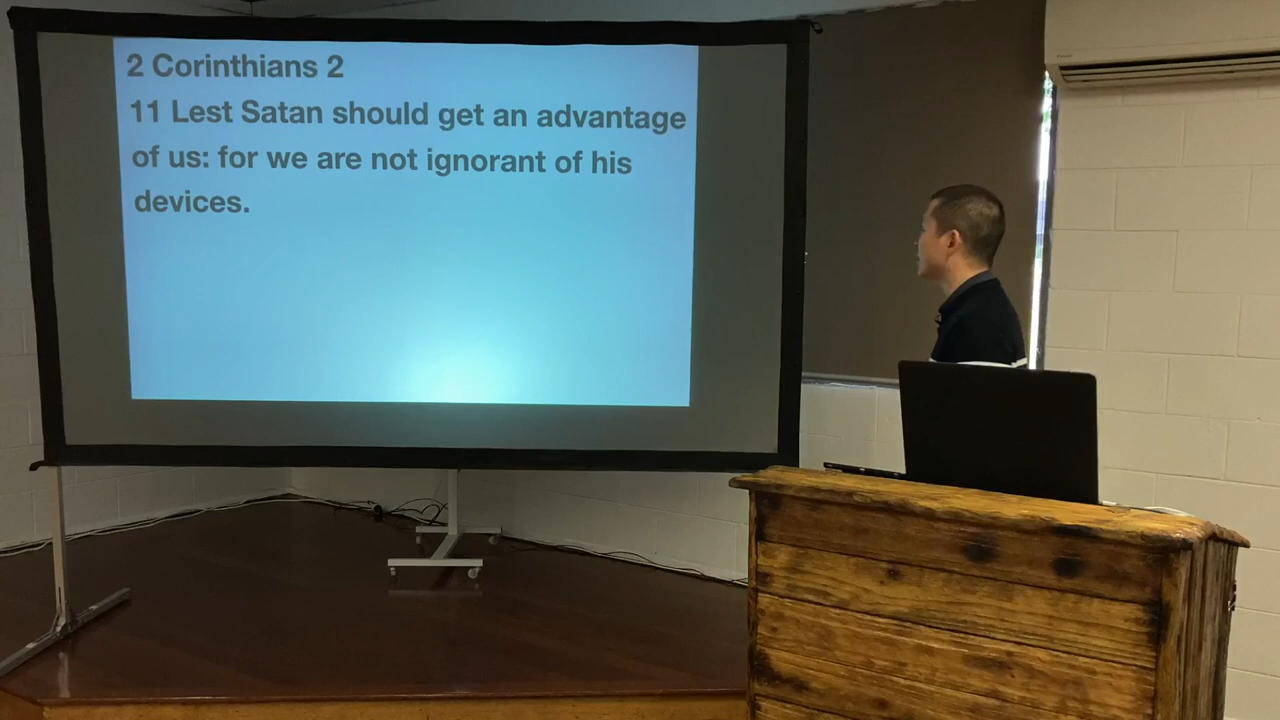 2 Corinthians 2
11 Lest Satan should get an advantage
of us: for we are not ignorant of his
devices.